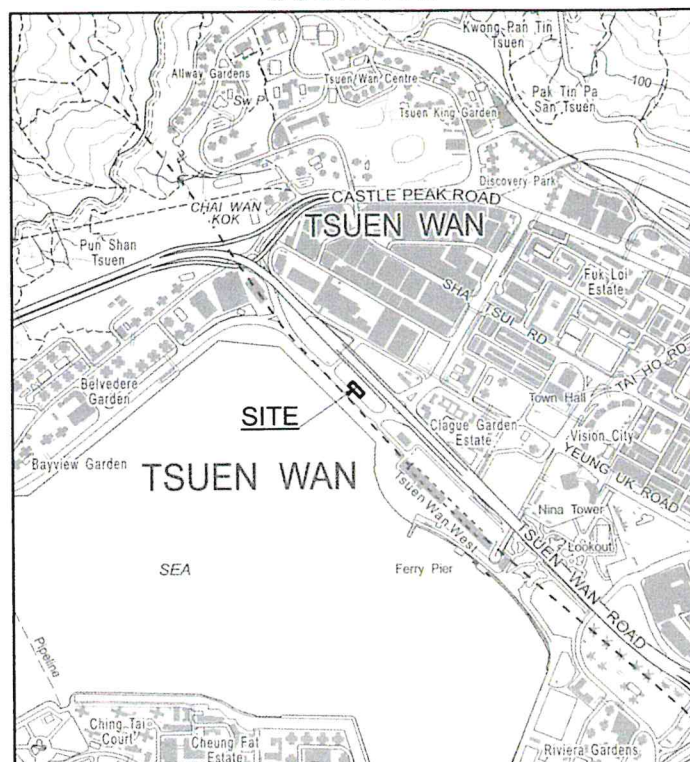 Kwong Pan Tin
Tsuen
Allway Gardens
Tsuen Wan Centre
100
Pak Tin Pa
San Tsuen
Sw P
Tsuen King Garden
Discovery Park
CASTLE PEAK ROAD
CHAI WAN
KOK
TSUEN WAN
Pun Shan
Tsuen
Fuk Loi
Estate
SHA TSUI RD
TAI HO RD
Belvedere
Garden
Town Hall
SITE
Clague Garden
Estate
Vision City
Bayview Garden
YEUNG UK ROAD
TSUEN WAN
Tsuen Wan West
Nina Tower
Lookout
SEA
Ferry Pier
TSUEN WAN ROAD
Pipeline
Ching Tai
Court
Cheung Fat
Estate
Riviera Gardens